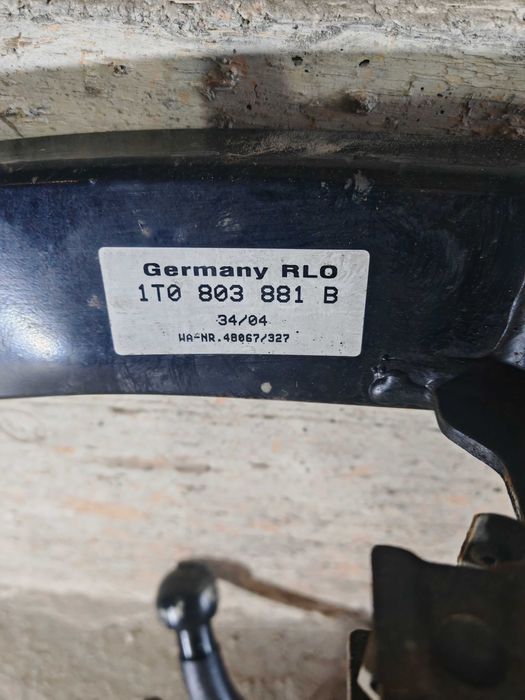 Germany RLO
1T0 803 881 B
34/04
WA-NR.48067/327